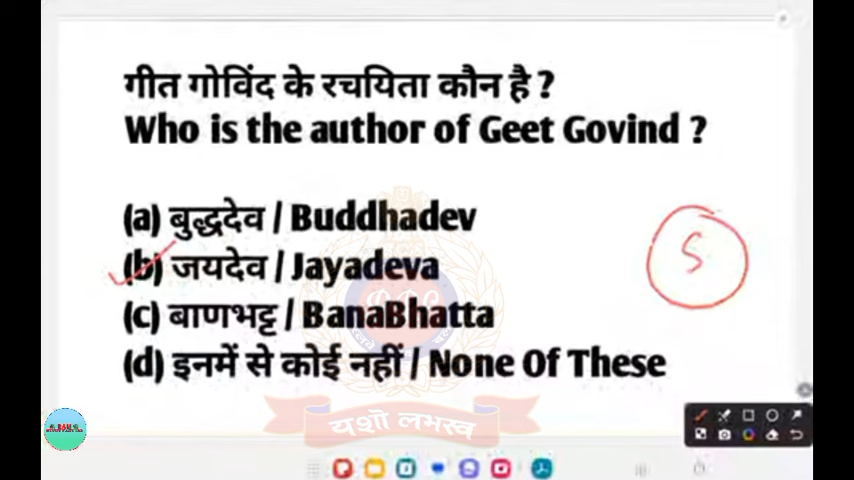 गीत गोविंद के रचयिता कौन है ?
Who is the author of Geet Govind ?
(a) बुद्धदेव / Buddhadev
(b) जयदेव / Jayadeva
(c) बाणभट्ट / BanaBhatta
(d) इनमें से कोई नहीं / None Of These
5
यशो लभस्व